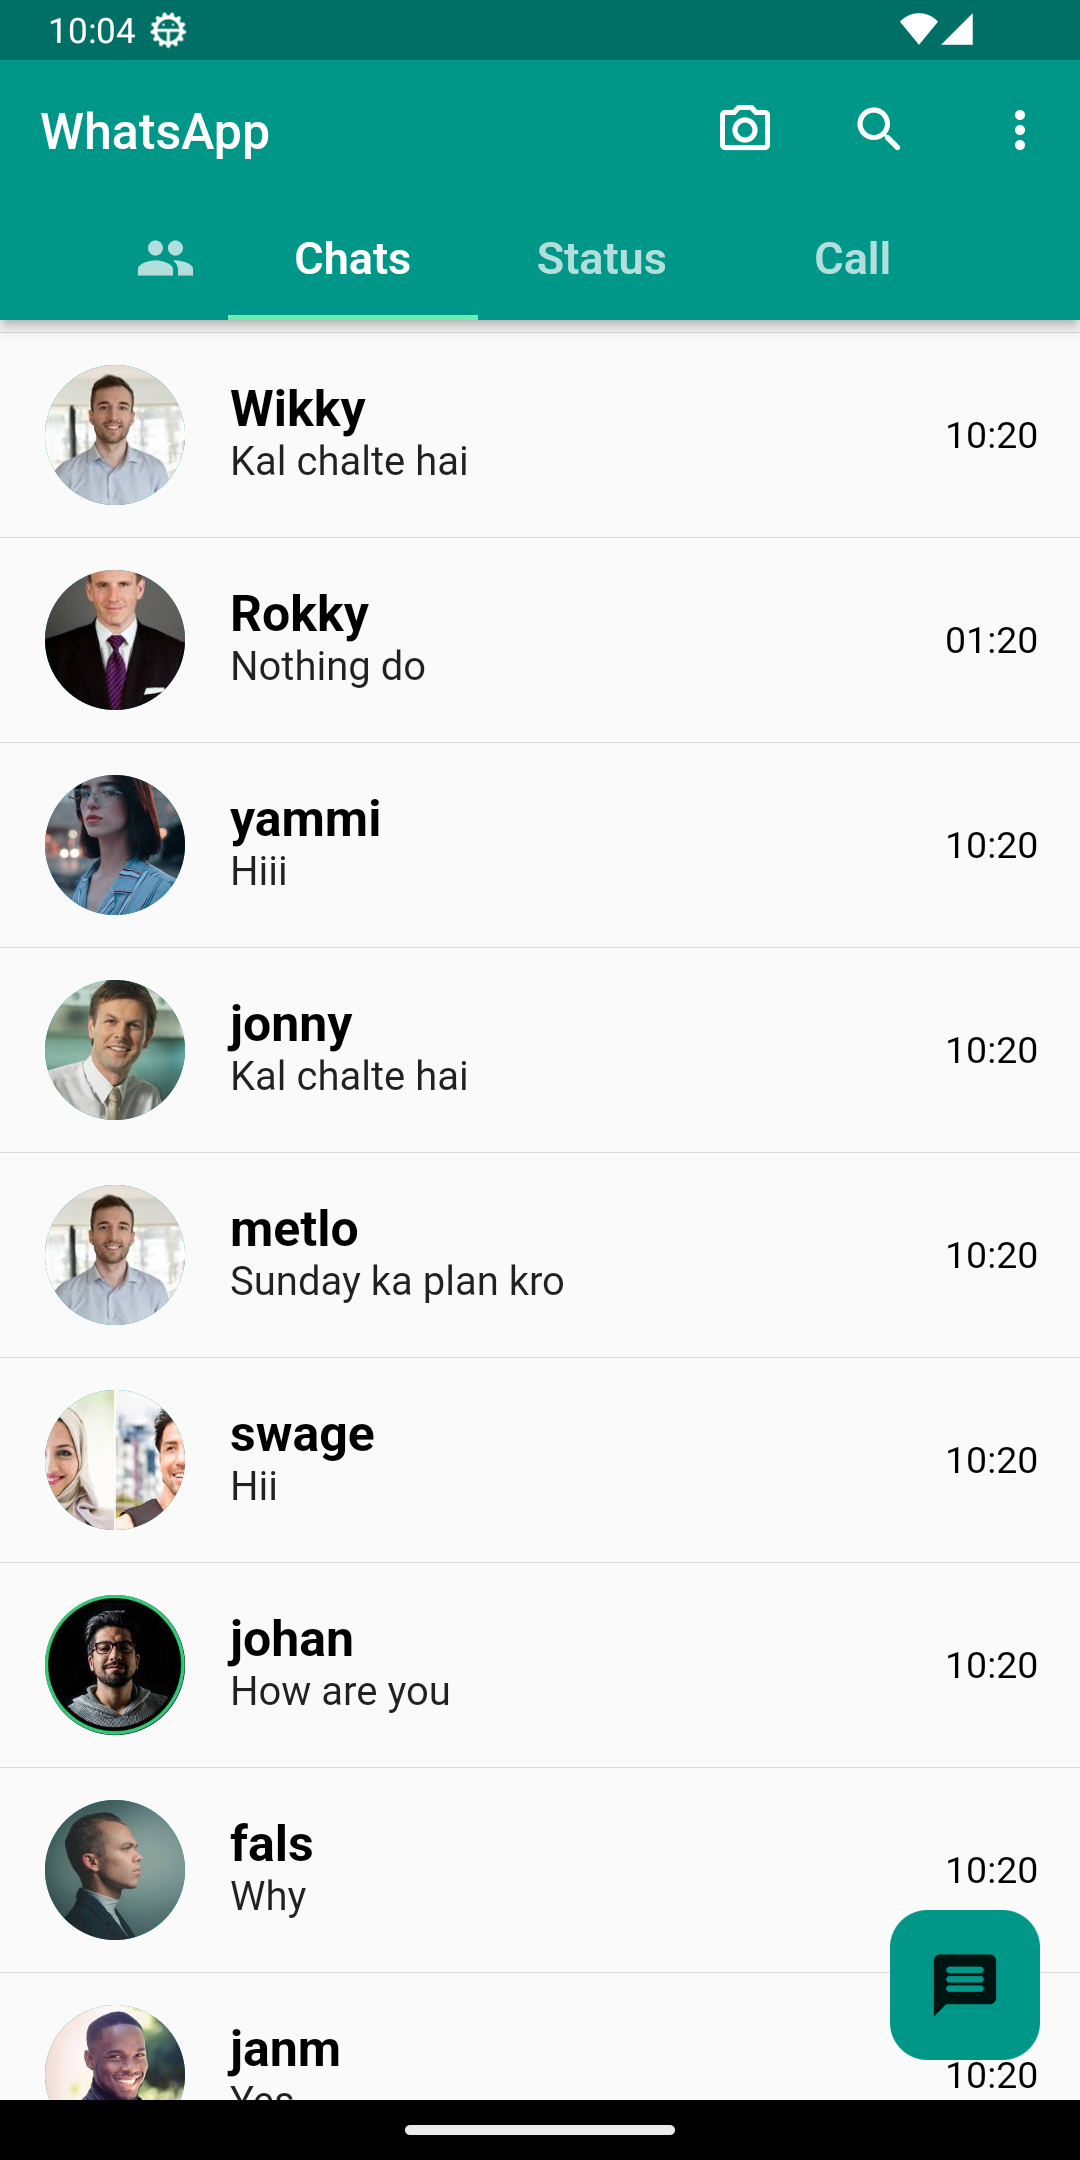 10:04
WhatsApp
Chats Status Call
Wikky
Kal chalte hai
10:20
Rokky
Nothing do
01:20
yammi
Hiii
10:20
jonny
Kal chalte hai
10:20
metlo
Sunday ka plan kro
10:20
swage
Hii
10:20
johan
How are you
10:20
fals
Why
10:20
janm
Yes
10:20